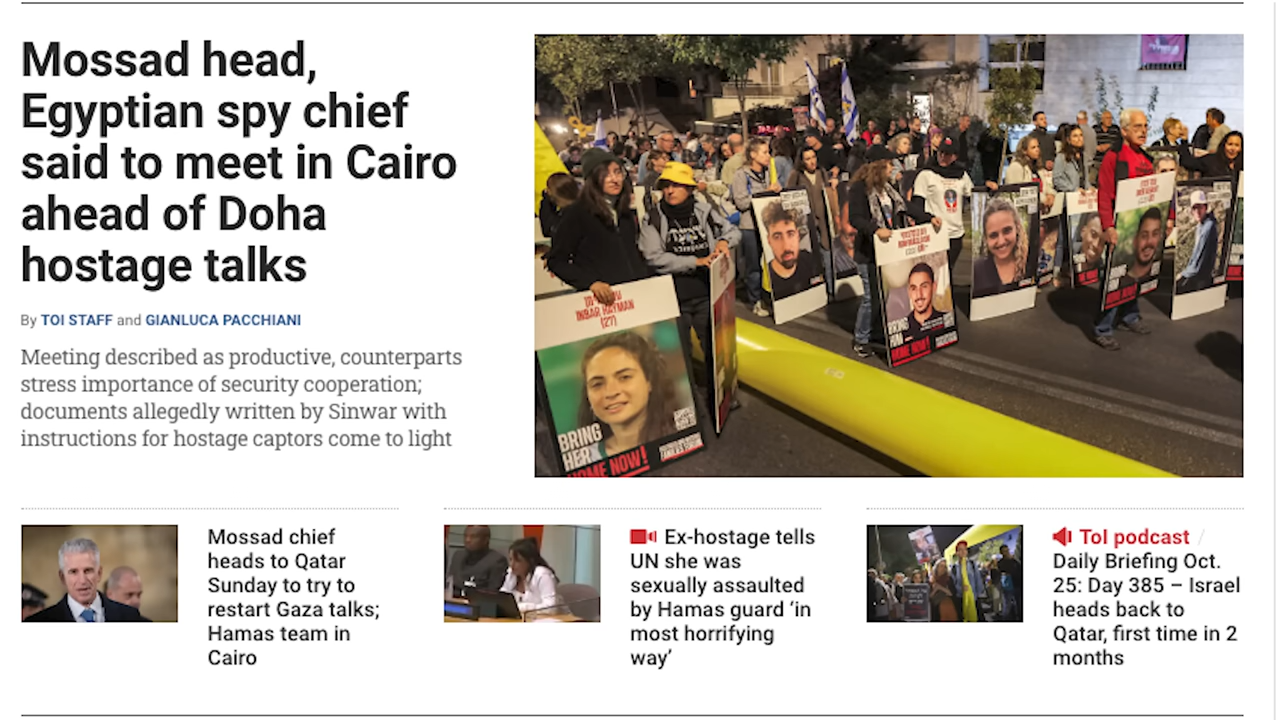 Mossad head,
Egyptian spy chief
said to meet in Cairo
ahead of Doha
hostage talks
By TOI STAFF and GIANLUCA PACCHIANI
Meeting described as productive, counterparts
stress importance of security cooperation;
documents allegedly written by Sinwar with
instructions for hostage captors come to light
INBAR HAYMAN
(27)
BRING
HER
HOME NOW!
BRING
HIM
HOME NOW!
Mossad chief
heads to Qatar
Sunday to try to
restart Gaza talks;
Hamas team in
Cairo
Ex-hostage tells
UN she was
sexually assaulted
by Hamas guard ‘in
most horrifying
way’
ToI podcast /
Daily Briefing Oct.
25: Day 385 – Israel
heads back to
Qatar, first time in 2
months